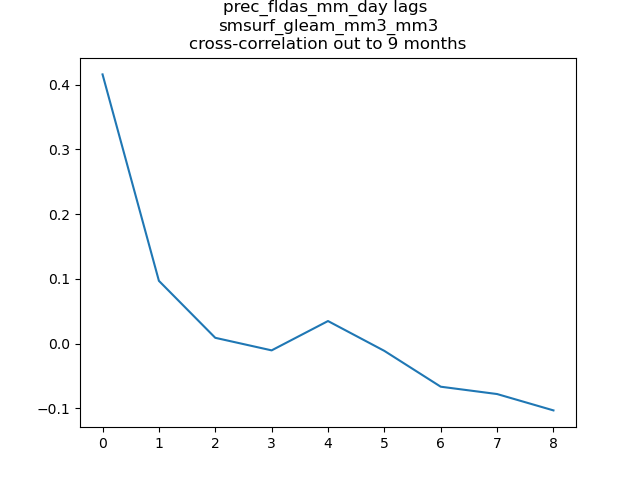 prec_fldas_mm_day lags
smsurf_gleam_mm3_mm3
cross-correlation out to 9 months
0.4
0.3
0.2
0.1
0.0
−0.1
0 1 2 3 4 5 6 7 8